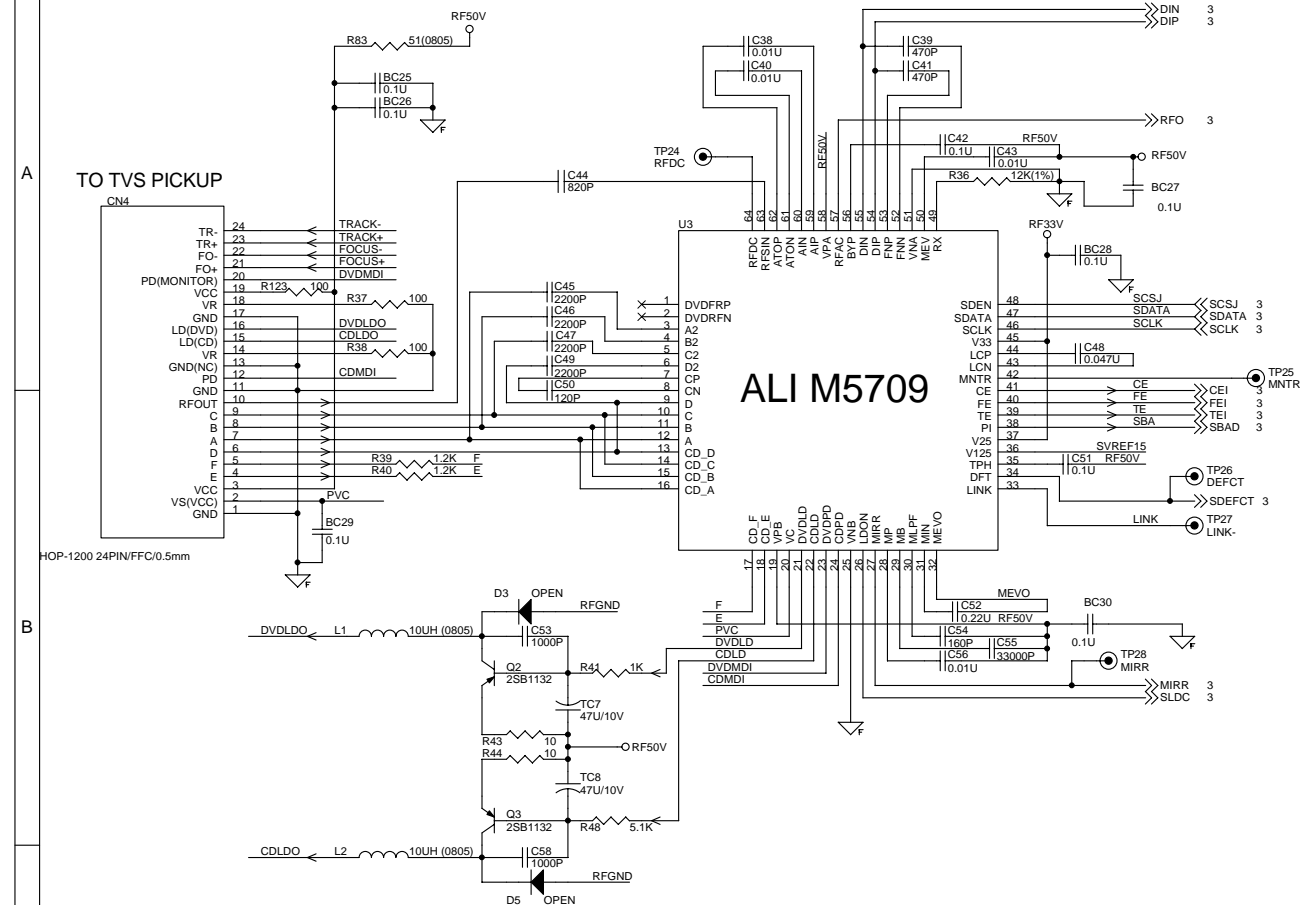 DIN 3
DIP 3
RF50V
R83 51(0805)
BC25
0.1U
BC26
0.1U
F
C38
0.01U
C40
0.01U
C39
470P
C41
470P
RFO 3
A
TO TVS PICKUP
CN4
TP24
RFDC
C44
820P
RF50V
C42
0.1U
RF50V
C43
0.01U
RF50V
R36 12K(1%)
F
BC27
0.1U
TR- 24 TRACK-
TR+ 23 TRACK+
FO- 22 FOCUS-
FO+ 21 FOCUS+
PD(MONITOR) 20 DVDMDI
VCC 19 R123 100
VR 18 R37 100
GND 17
LD(DVD) 16 DVDLDO
LD(CD) 15 CDLDO
VR 14 R38 100
GND(NC) 13
PD 12 CDMDI
GND 11
RFOUT 10
C 9
B 8
A 7
D 6
F 5 R39 1.2K F
E 4 R40 1.2K E
VCC 3
VS(VCC) 2 PVC
GND 1
BC29
0.1U
F
HOP-1200 24PIN/FFC/0.5mm
U3
64 63 62 61 60 59 58 57 56 55 54 53 52 51 50 49
RFDC RFSIN ATOP ATON AIN AIP VPA RFAC BYP DIN DIP FNP FNN VNA MEV RX
C45
2200P
C46
2200P
C47
2200P
C49
2200P
C50
120P
1 DVDFRP
2 DVDRFN
3 A2
4 B2
5 C2
6 D2
7 CP
8 CN
9 D
10 C
11 B
12 A
13 CD_D
14 CD_C
15 CD_B
16 CD_A
ALI M5709
RF33V
BC28
0.1U
F
SDEN 48 SCSJ SCSJ 3
SDATA 47 SDATA SDATA 3
SCLK 46 SCLK SCLK 3
V33 45
LCP 44 C48
LCN 43 0.047U
MNTR 42 TP25
MNTR
CE 41 CE CEI 3
FE 40 FE FEI 3
TE 39 TE TEI 3
PI 38 SBA SBAD 3
V25 37
V125 36 SVREF15
TPH 35 C51 RF50V
0.1U
DFT 34
LINK 33
TP26
DEFCT
SDEFCT 3
LINK TP27
LINK-
CD_F CD_E VPB VC DVDLD CDLD DVDPD CDPD VNB LDON MIRR MP MB MLPF MIN MEVO
17 18 19 20 21 22 23 24 25 26 27 28 29 30 31 32
B
F
E
PVC
DVDLD
CDLD
DVDMDI
CDMDI
F
MEVO
C52
0.22U RF50V
C54
160P
C55
33000P
C56
0.01U
BC30
0.1U
F
TP28
MIRR
MIRR 3
SLDC 3
D3 OPEN
RFGND
DVDLDO L1 10UH (0805)
C53
1000P
Q2
2SB1132
R41 1K
TC7
47U/10V
R43 10
R44 10
RF50V
TC8
47U/10V
Q3
2SB1132
R48 5.1K
CDLDO L2 10UH (0805)
C58
1000P
RFGND
D5 OPEN